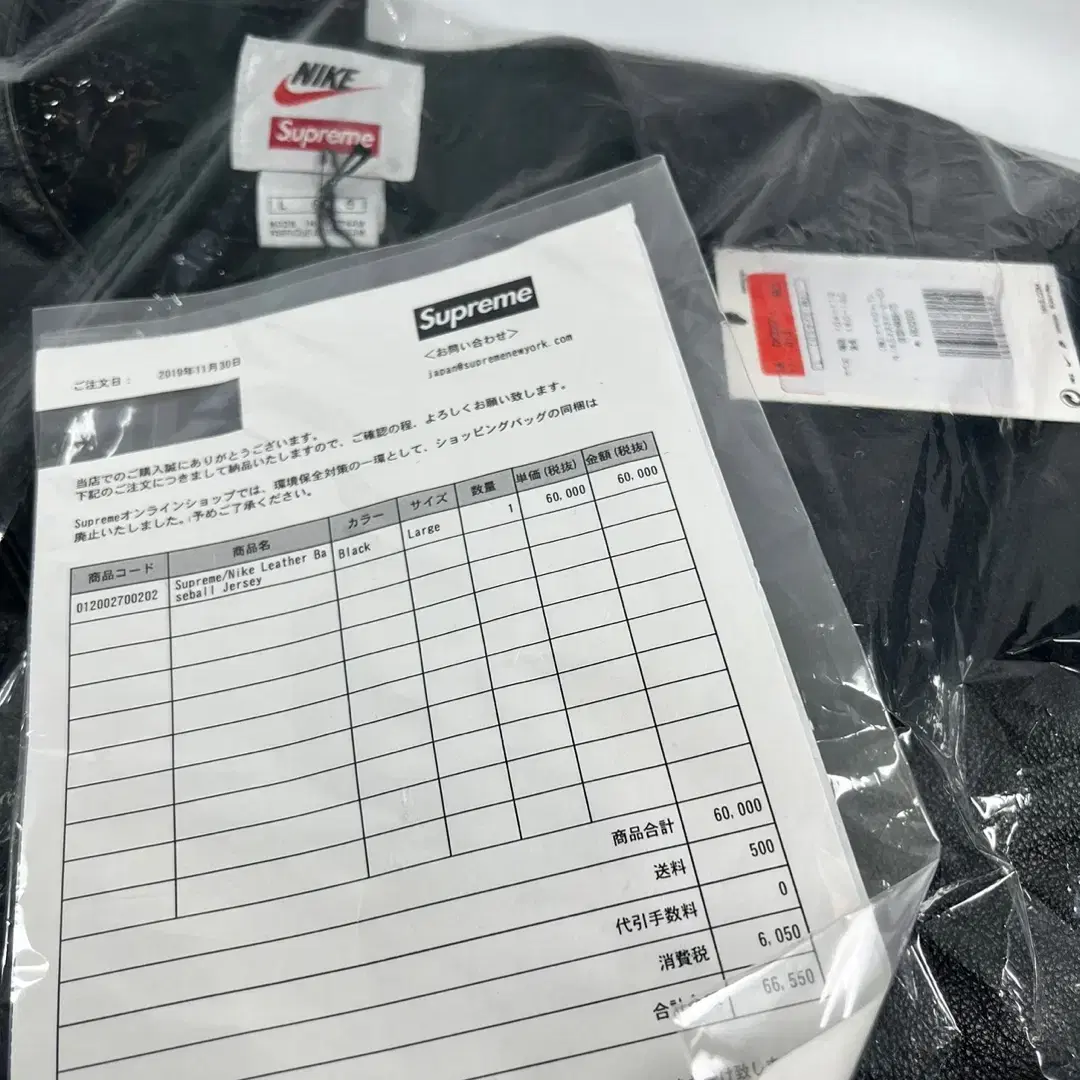 NIKE
Supreme
L G G
Supreme
<お問い合わせ>
japan@supremenewyork.com
ご注文日： 2019年11月30日
当店でのご購入誠にありがとうございます。
下記のご注文につきまして納品いたしますので、ご確認の程、よろしくお願い致します。
Supremeオンラインショップでは、環境保全対策の一環として、ショッピングバッグの同梱は
廃止いたしました。予めご了承ください。
商品コード 商品名 カラー サイズ 数量 単価(税抜) 金額(税抜)
012002700202 Supreme/Nike Leather Ba Black Large 1 60,000 60,000
seball Jersey
商品合計 60,000
送料 500
代引手数料 0
消費税 6,050
合計 66,550